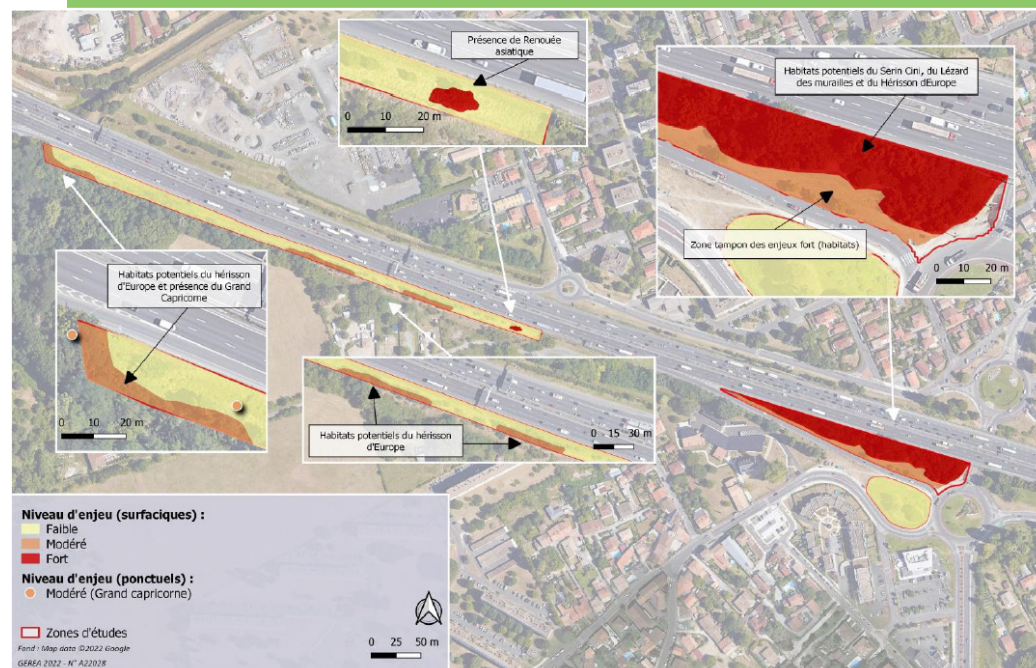 Présence de Renouée
asiatique
0 10 20 m
Habitats potentiels du Serin Cini, du Lézard
des murailles et du Hérisson d'Europe
Zone tampon des enjeux fort (habitats)
0 10 20 m
Habitats potentiels du hérisson
d'Europe et présence du Grand
Capricorne
0 10 20 m
Habitats potentiels du hérisson
d'Europe
0 15 30 m
Niveau d'enjeu (surfaciques) :
Faible
Modéré
Fort
Niveau d'enjeu (ponctuels) :
Modéré (Grand capricorne)
Zones d'études
0 25 50 m
Fond : Map data ©2022 Google
GEREA 2022 - N° A22028